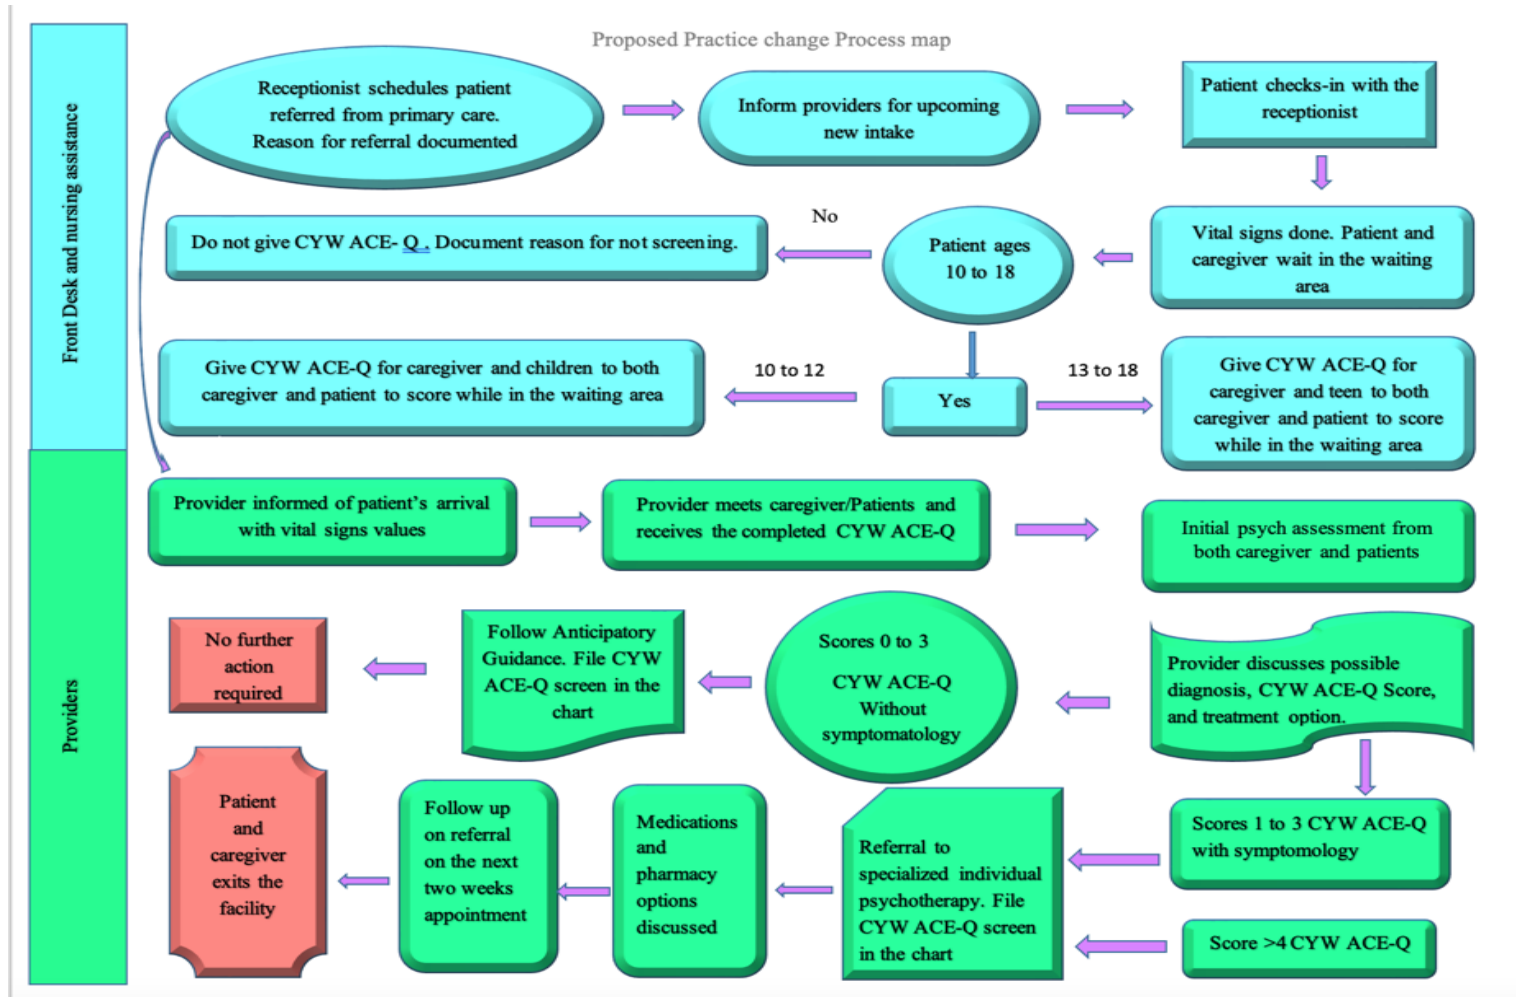 Proposed Practice change Process map
Front Desk and nursing assistance
Receptionist schedules patient
referred from primary care.
Reason for referral documented
Inform providers for upcoming
new intake
Patient checks-in with the
receptionist
Vital signs done. Patient and
caregiver wait in the waiting
area
Patient ages
10 to 18
No
Do not give CYW ACE- Q . Document reason for not screening.
Yes
10 to 12
Give CYW ACE-Q for caregiver and children to both
caregiver and patient to score while in the waiting area
13 to 18
Give CYW ACE-Q for
caregiver and teen to both
caregiver and patient to score
while in the waiting area
Providers
Provider informed of patient’s arrival
with vital signs values
Provider meets caregiver/Patients and
receives the completed CYW ACE-Q
Initial psych assessment from
both caregiver and patients
Provider discusses possible
diagnosis, CYW ACE-Q Score,
and treatment option.
Scores 0 to 3
CYW ACE-Q
Without
symptomatology
Follow Anticipatory
Guidance. File CYW
ACE-Q screen in the
chart
No further
action
required
Scores 1 to 3 CYW ACE-Q
with symptomology
Score >4 CYW ACE-Q
Referral to
specialized individual
psychotherapy. File
CYW ACE-Q screen
in the chart
Medications
and
pharmacy
options
discussed
Follow up
on referral
on the next
two weeks
appointment
Patient
and
caregiver
exits the
facility